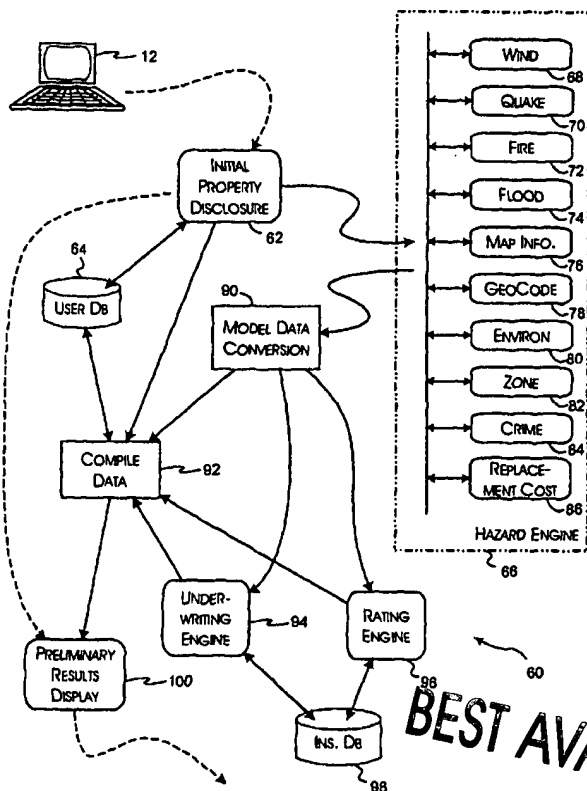 12
WIND
68
QUAKE
70
INITIAL
PROPERTY
DISCLOSURE
62
FIRE
72
FLOOD
74
64
USER DB
MAP INFO.
76
90
MODEL DATA
CONVERSION
GEOCODE
78
ENVIRON
80
ZONE
82
COMPILE
DATA
92
CRIME
84
REPLACE-
MENT COST
86
HAZARD ENGINE
66
UNDER-
WRITING
ENGINE
94
RATING
ENGINE
96
PRELIMINARY
RESULTS
DISPLAY
100
60
INS. DB
98
BEST AVA